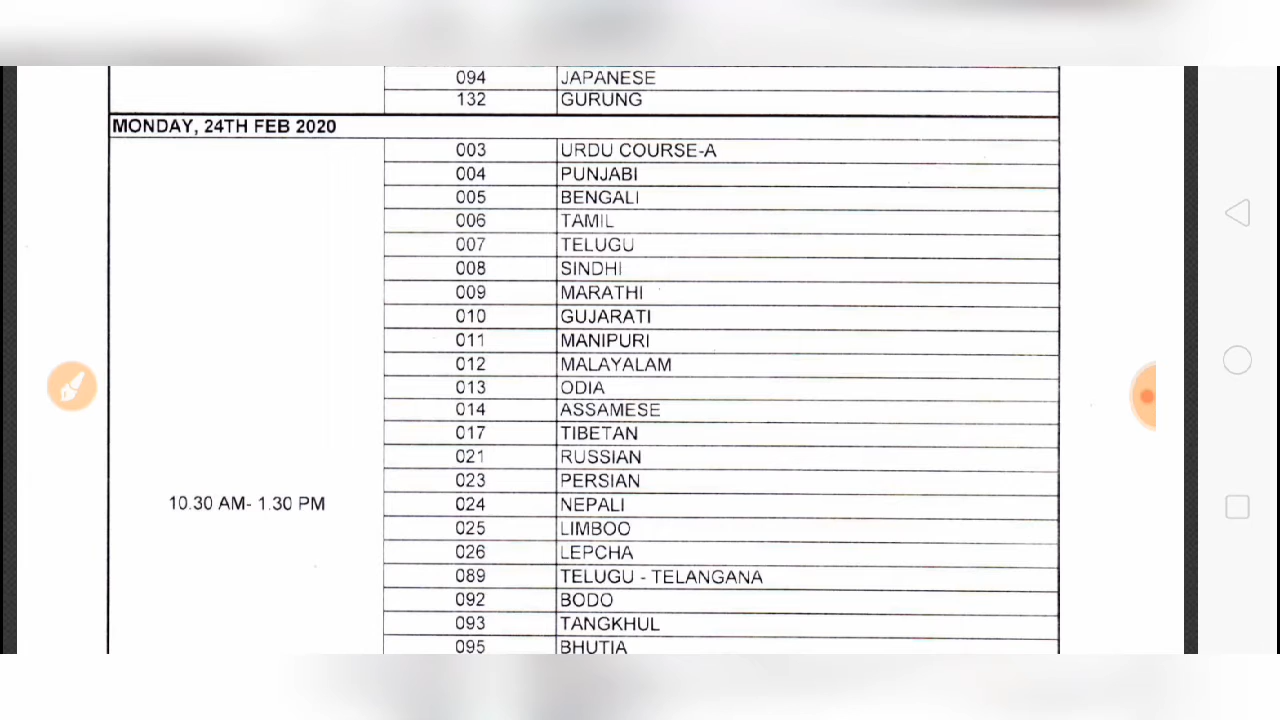 094 JAPANESE
132 GURUNG
MONDAY, 24TH FEB 2020
003 URDU COURSE-A
004 PUNJABI
005 BENGALI
006 TAMIL
007 TELUGU
008 SINDHI
009 MARATHI
010 GUJARATI
011 MANIPURI
012 MALAYALAM
013 ODIA
014 ASSAMESE
017 TIBETAN
021 RUSSIAN
023 PERSIAN
10.30 AM- 1.30 PM 024 NEPALI
025 LIMBOO
026 LEPCHA
089 TELUGU - TELANGANA
092 BODO
093 TANGKHUL
095 BHUTIA